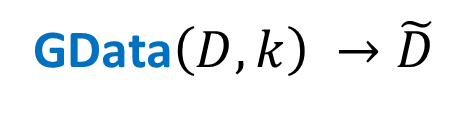 GData(D, k) → D̃